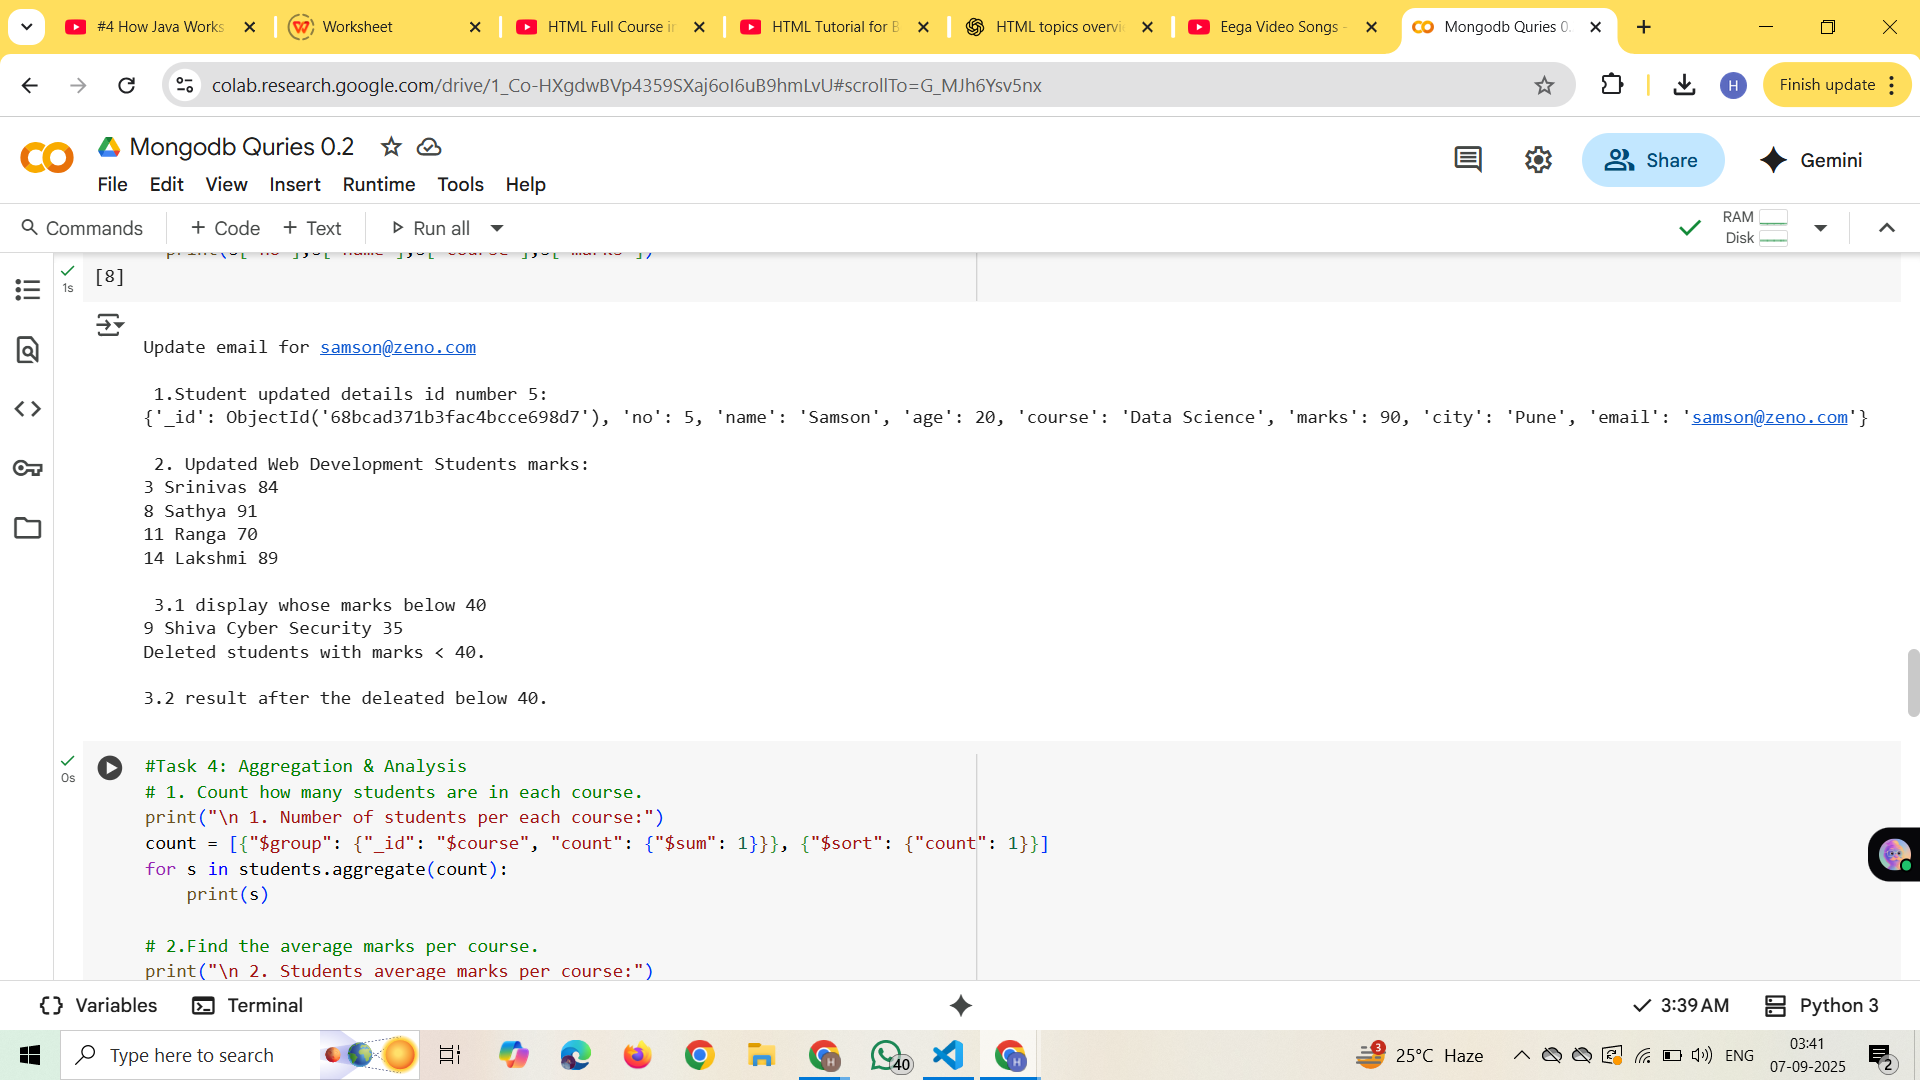 #4 How Java Works
Worksheet
HTML Full Course in
HTML Tutorial for B
HTML topics overvi
Eega Video Songs -
Mongodb Quries 0.
colab.research.google.com/drive/1_Co-HXgdwBVp4359SXaj6oI6uB9hmLvU#scrollTo=G_MJh6Ysv5nx
H
Finish update
Mongodb Quries 0.2
Share
Gemini
File Edit View Insert Runtime Tools Help
Commands + Code + Text Run all
RAM
Disk
print(s["no"],s["name"],s["course"],s["marks"])
[8]
1s
Update email for samson@zeno.com
1.Student updated details id number 5:
{'_id': ObjectId('68bcad371b3fac4bcce698d7'), 'no': 5, 'name': 'Samson', 'age': 20, 'course': 'Data Science', 'marks': 90, 'city': 'Pune', 'email': 'samson@zeno.com'}
2. Updated Web Development Students marks:
3 Srinivas 84
8 Sathya 91
11 Ranga 70
14 Lakshmi 89
3.1 display whose marks below 40
9 Shiva Cyber Security 35
Deleted students with marks < 40.
3.2 result after the deleated below 40.
0s
#Task 4: Aggregation & Analysis
# 1. Count how many students are in each course.
print("\n 1. Number of students per each course:")
count = [{"$group": {"_id": "$course", "count": {"$sum": 1}}}, {"$sort": {"count": 1}}]
for s in students.aggregate(count):
print(s)
# 2.Find the average marks per course.
print("\n 2. Students average marks per course:")
Variables Terminal
3:39 AM Python 3
Type here to search
40
3
25°C Haze
ENG
03:41
07-09-2025
2